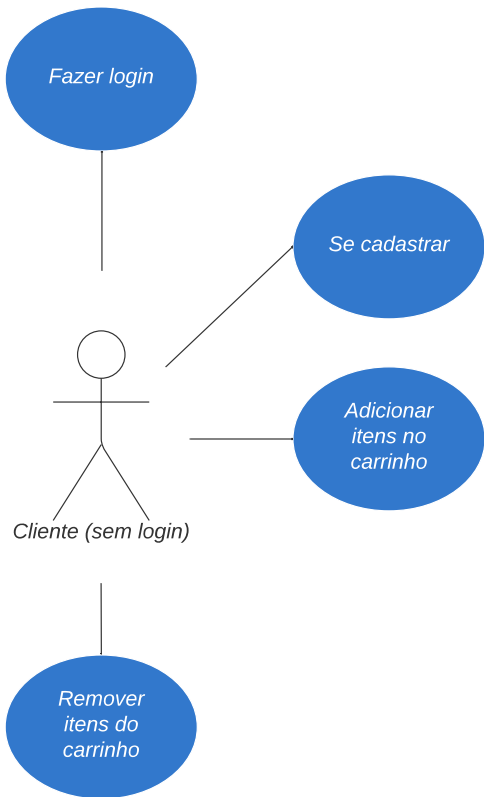 Fazer login
Se cadastrar
Adicionar
itens no
carrinho
Cliente (sem login)
Remover
itens do
carrinho